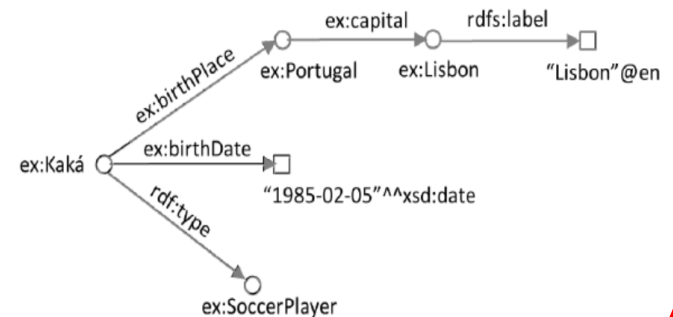 ex:capital
rdfs:label
ex:birthPlace
ex:Portugal
ex:Lisbon
“Lisbon”@en
ex:Kaká
ex:birthDate
“1985-02-05”^^xsd:date
rdf:type
ex:SoccerPlayer